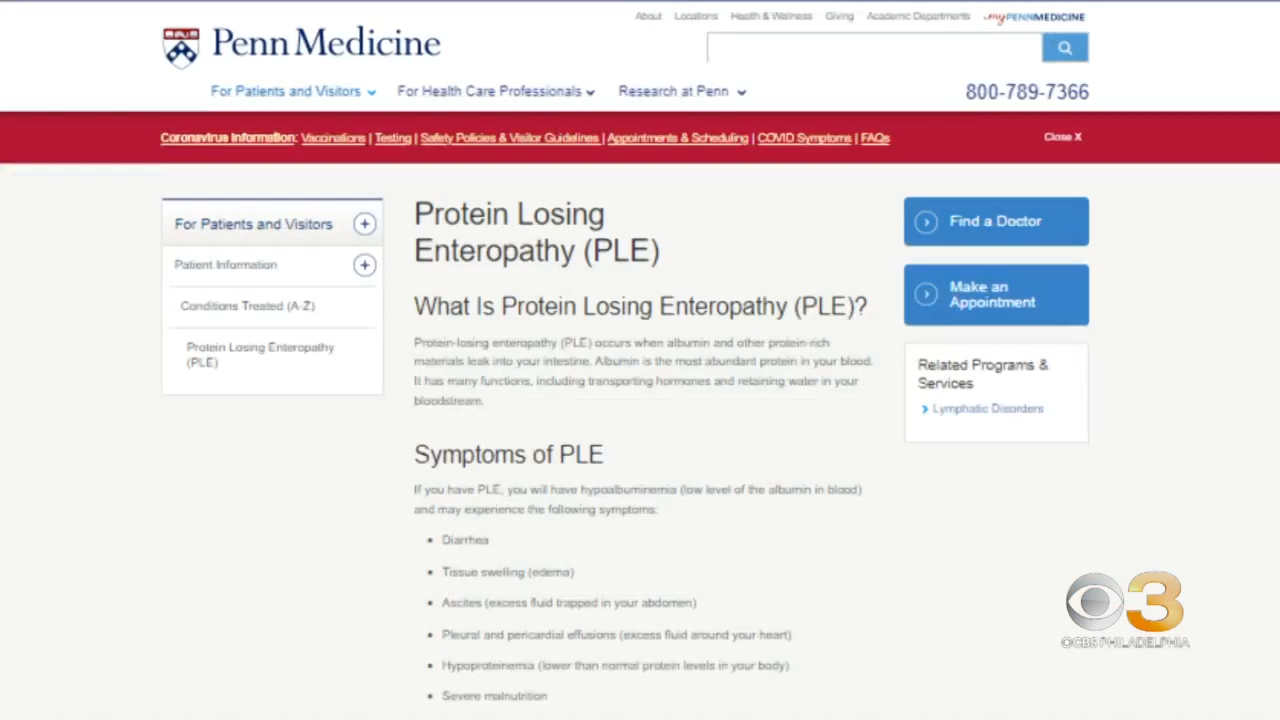 About Locations Health & Wellness Giving Academic Departments myPENNMEDICINE
Penn Medicine
For Patients and Visitors For Health Care Professionals Research at Penn 800-789-7366
Coronavirus Information: Vaccinations | Testing | Safety Policies & Visitor Guidelines | Appointments & Scheduling | COVID Symptoms | FAQs Close X
For Patients and Visitors
Patient Information
Conditions Treated (A-Z)
Protein Losing Enteropathy
(PLE)
Protein Losing
Enteropathy (PLE)
What Is Protein Losing Enteropathy (PLE)?
Protein-losing enteropathy (PLE) occurs when albumin and other protein-rich
materials leak into your intestine. Albumin is the most abundant protein in your blood.
It has many functions, including transporting hormones and retaining water in your
bloodstream.
Symptoms of PLE
If you have PLE, you will have hypoalbuminemia (low level of the albumin in blood)
and may experience the following symptoms:
• Diarrhea
• Tissue swelling (edema)
• Ascites (excess fluid trapped in your abdomen)
• Pleural and pericardial effusions (excess fluid around your heart)
• Hypoproteinemia (lower than normal protein levels in your body)
• Severe malnutrition
Find a Doctor
Make an
Appointment
Related Programs &
Services
Lymphatic Disorders
3
CBS PHILADELPHIA